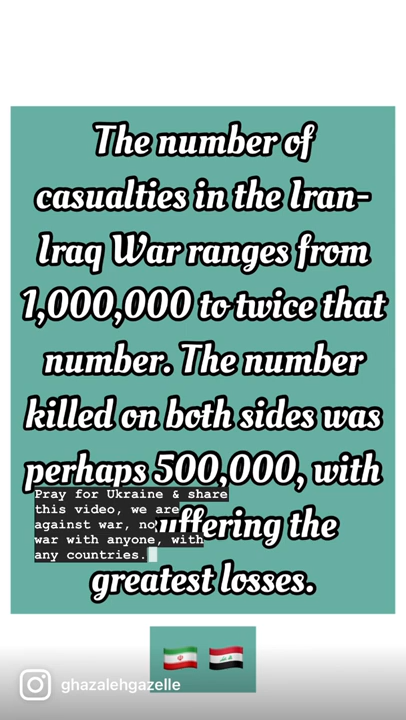 The number of
casualties in the Iran-
Iraq War ranges from
1,000,000 to twice that
number. The number
killed on both sides was
perhaps 500,000, with
uffering the
greatest losses.
Pray for Ukraine & share
this video, we are
against war, no
war with anyone, with
any countries.
ghazalehgazelle